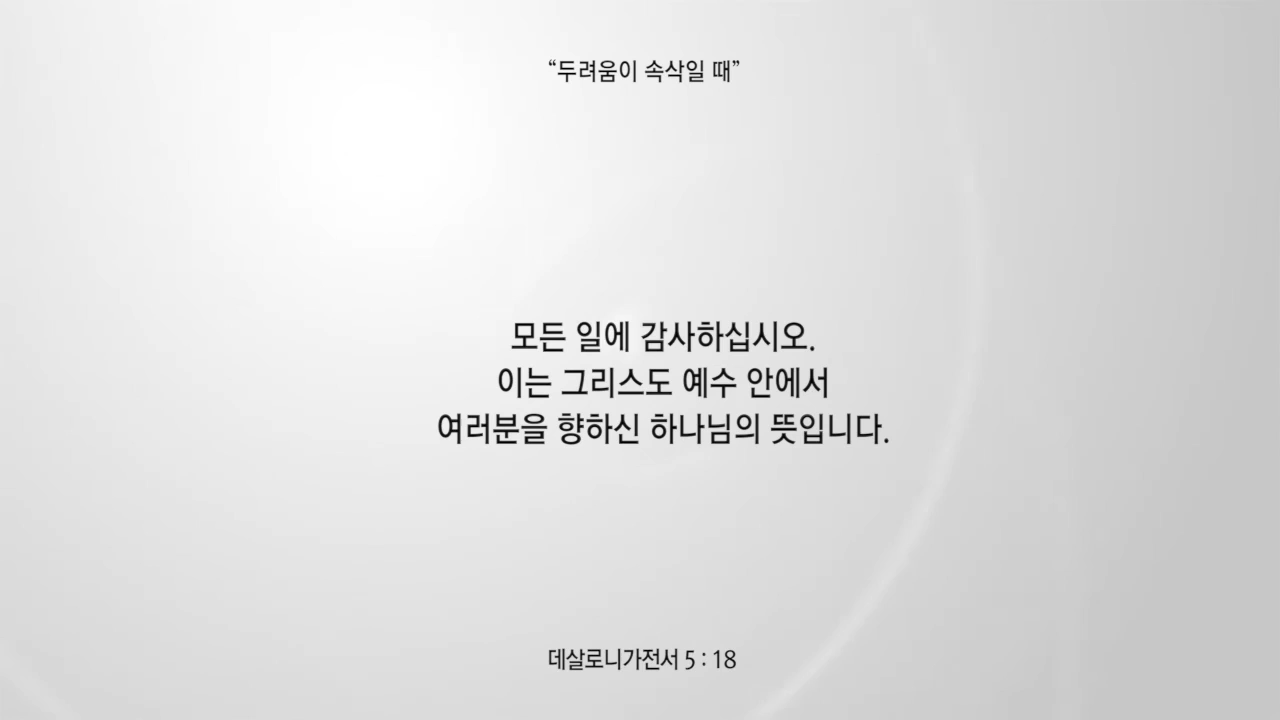 “두려움이 속삭일 때”
모든 일에 감사하십시오.
이는 그리스도 예수 안에서
여러분을 향하신 하나님의 뜻입니다.
데살로니가전서 5 : 18